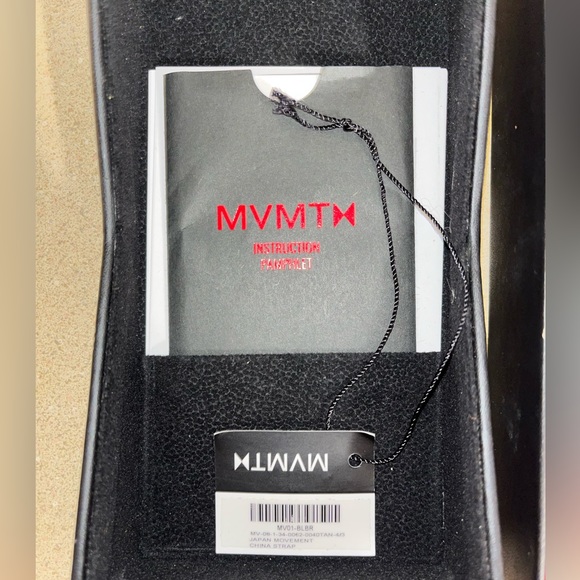 MVMT
INSTRUCTION
PAMPHLET
MVMT
MV01-BLBR
JAPAN MOVEMENT
CHINA STRAP